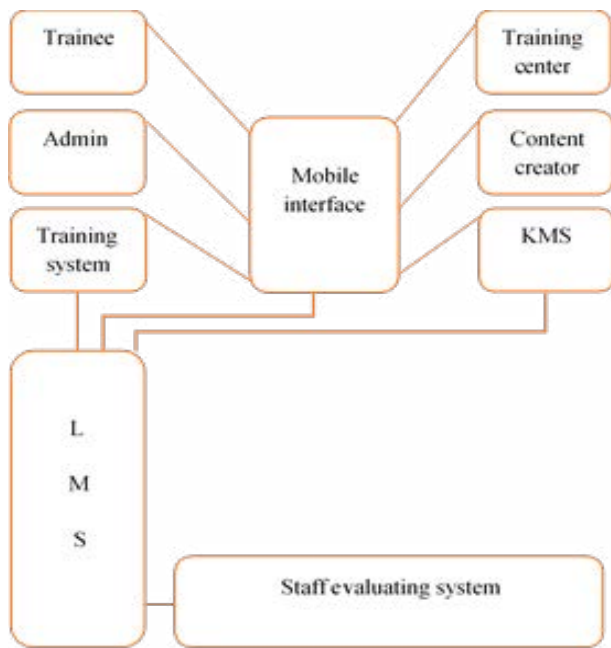 Trainee
Training
center
Admin
Mobile
interface
Content
creator
Training
system
KMS
L
M
S
Staff evaluating system